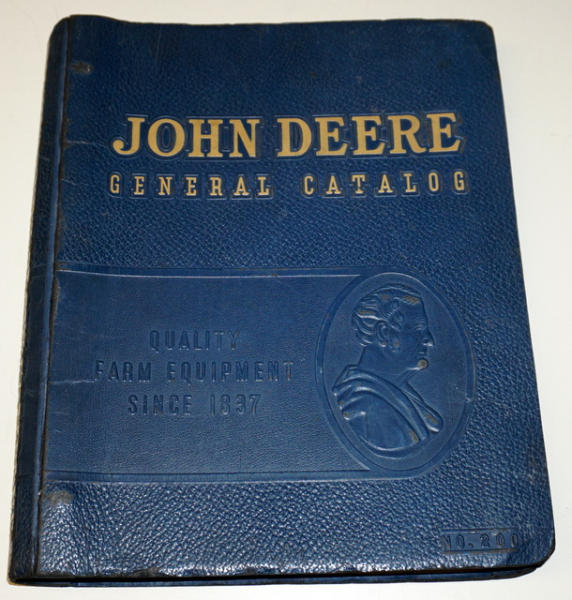 JOHN DEERE
GENERAL CATALOG
QUALITY
FARM EQUIPMENT
SINCE 1837